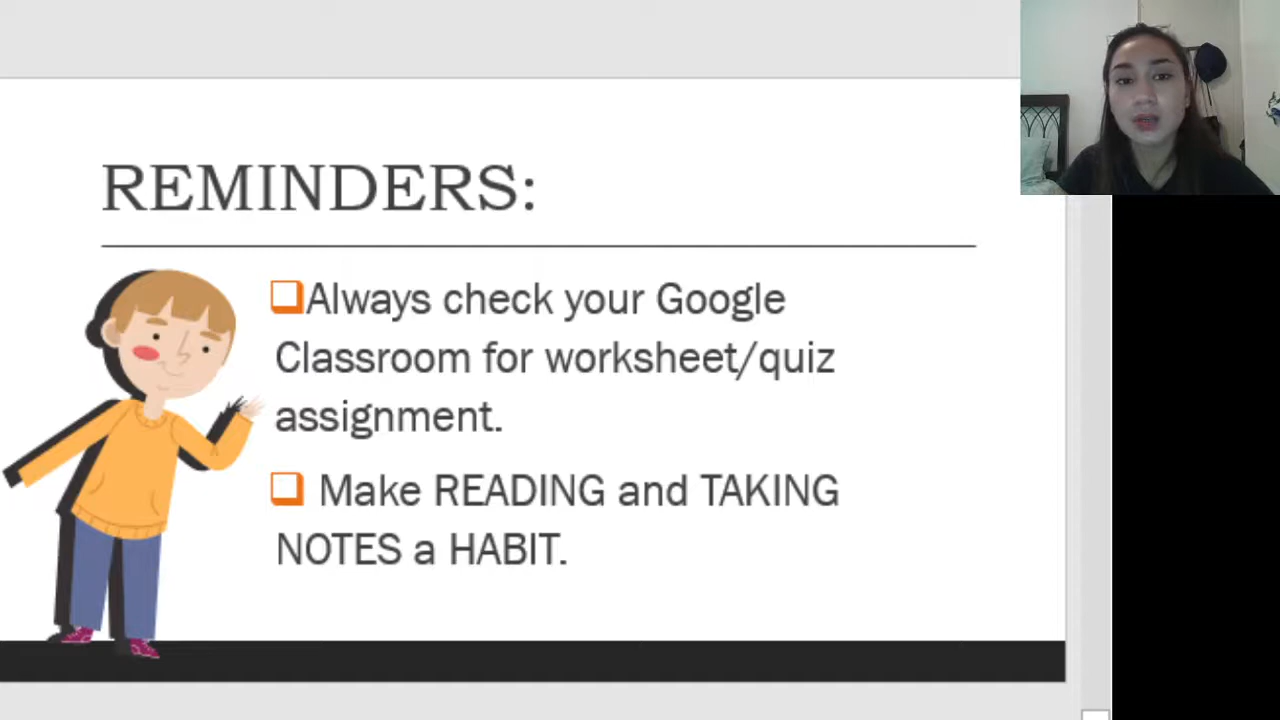 REMINDERS:
Always check your Google
Classroom for worksheet/quiz
assignment.
Make READING and TAKING
NOTES a HABIT.